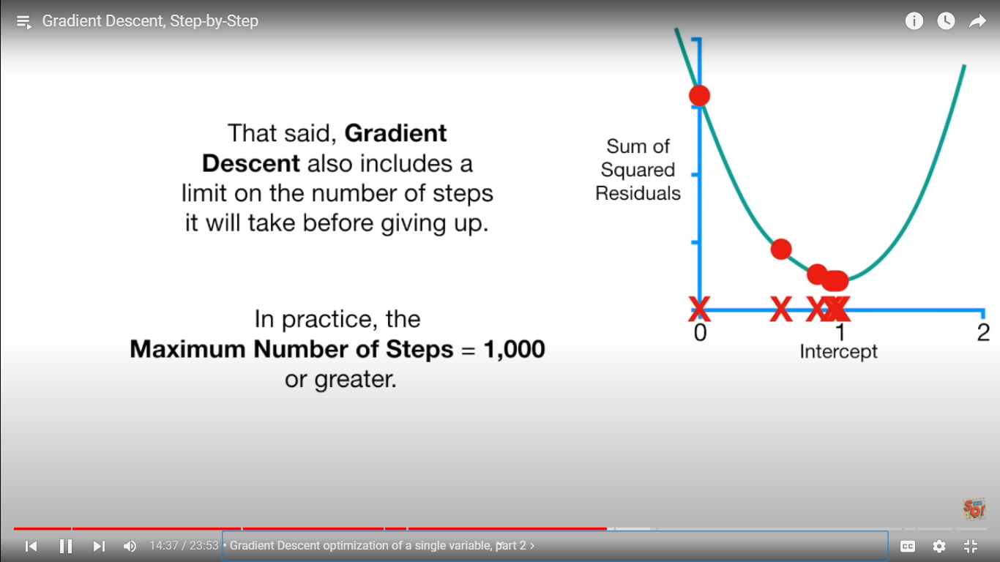 Gradient Descent, Step-by-Step
That said, Gradient
Descent also includes a
limit on the number of steps
it will take before giving up.
In practice, the
Maximum Number of Steps = 1,000
or greater.
Sum of
Squared
Residuals
X X X X X
0 1 2
Intercept
14:37 / 23:53 • Gradient Descent optimization of a single variable, part 2 >
CC